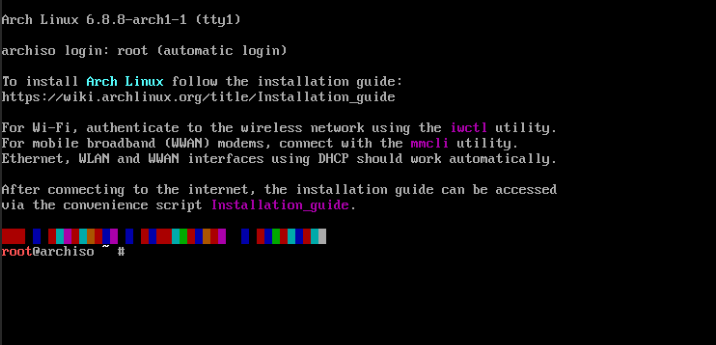 Arch Linux 6.8.8-arch1-1 (tty1)
archiso login: root (automatic login)
To install Arch Linux follow the installation guide:
https://wiki.archlinux.org/title/Installation_guide
For Wi-Fi, authenticate to the wireless network using the iwctl utility.
For mobile broadband (WWAN) modems, connect with the mmcli utility.
Ethernet, WLAN and WWAN interfaces using DHCP should work automatically.
After connecting to the internet, the installation guide can be accessed
via the convenience script Installation_guide.
root@archiso ~ #